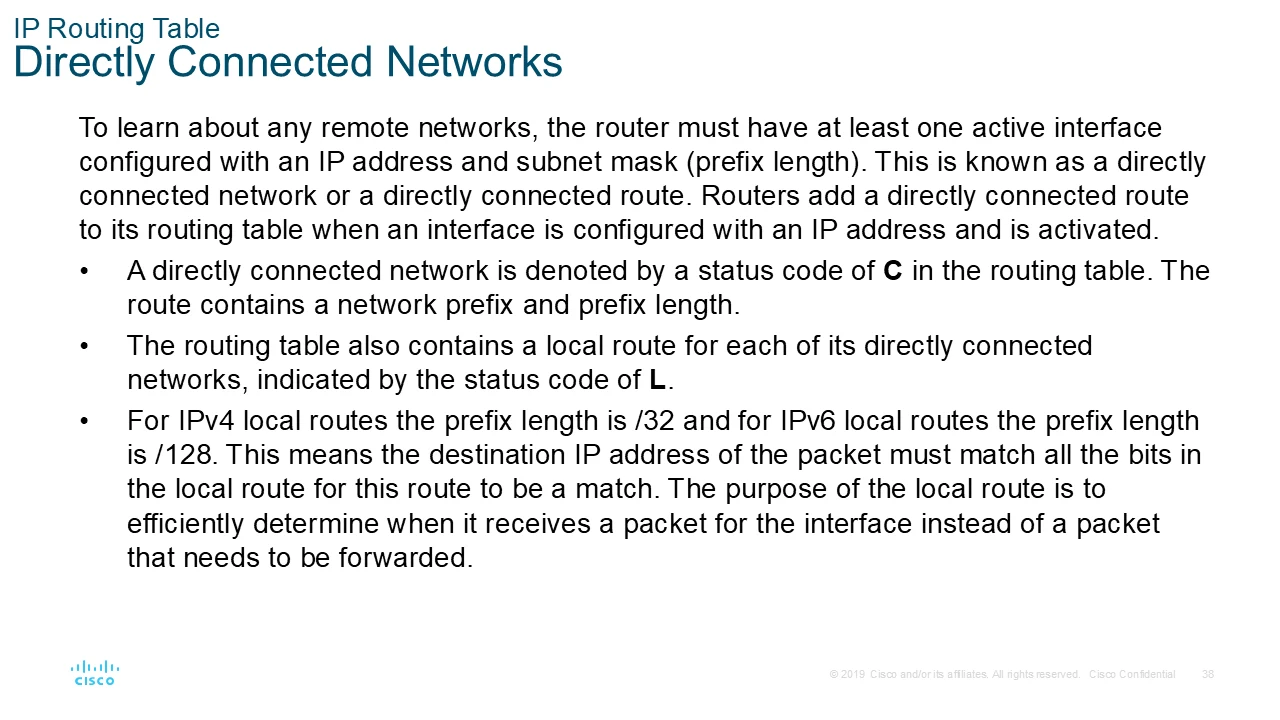 IP Routing Table
Directly Connected Networks
To learn about any remote networks, the router must have at least one active interface
configured with an IP address and subnet mask (prefix length). This is known as a directly
connected network or a directly connected route. Routers add a directly connected route
to its routing table when an interface is configured with an IP address and is activated.
• A directly connected network is denoted by a status code of C in the routing table. The
route contains a network prefix and prefix length.
• The routing table also contains a local route for each of its directly connected
networks, indicated by the status code of L.
• For IPv4 local routes the prefix length is /32 and for IPv6 local routes the prefix length
is /128. This means the destination IP address of the packet must match all the bits in
the local route for this route to be a match. The purpose of the local route is to
efficiently determine when it receives a packet for the interface instead of a packet
that needs to be forwarded.
CISCO
© 2019 Cisco and/or its affiliates. All rights reserved. Cisco Confidential 38